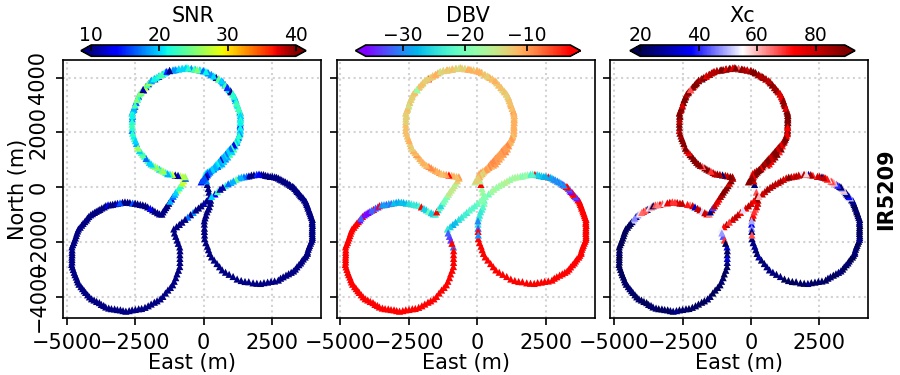 SNR DBV Xc
10 20 30 40 −30 −20 −10 20 40 60 80
4000
2000
0
−2000
−4000
North (m)
IR5209
−5000 −2500 0 2500 −5000 −2500 0 2500 −5000 −2500 0 2500
East (m) East (m) East (m)